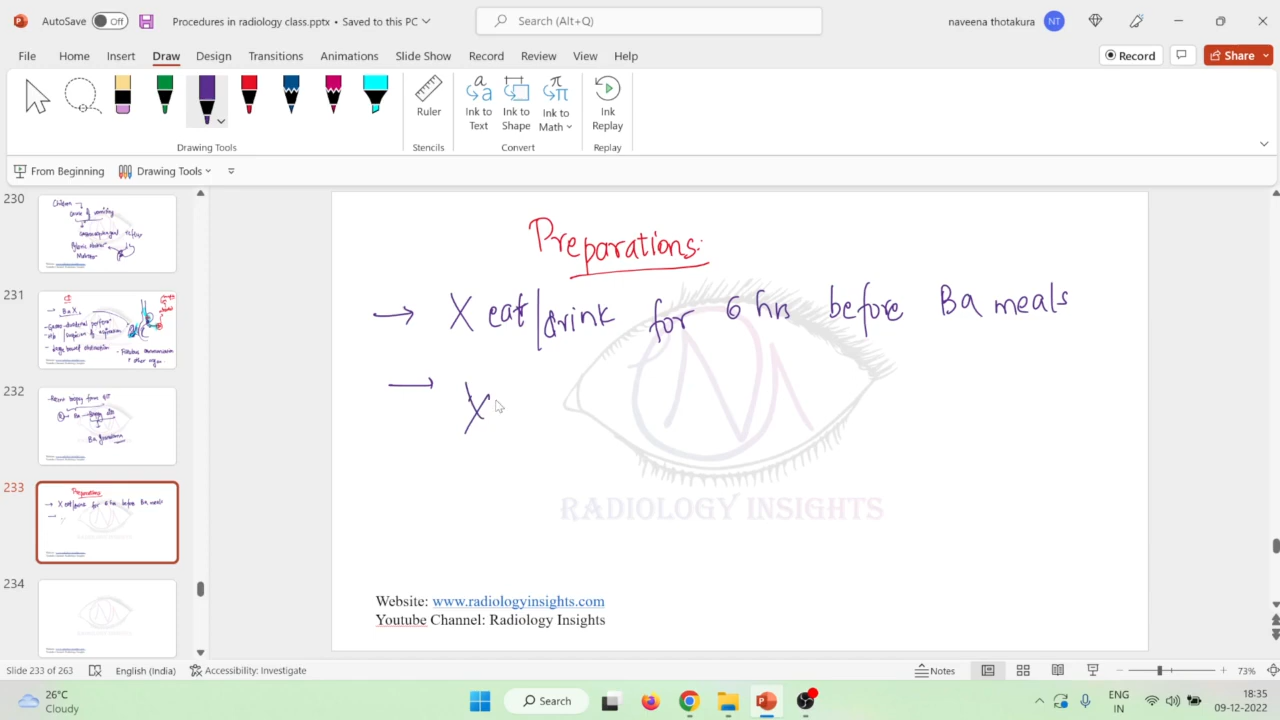 AutoSave Off Procedures in radiology class.pptx • Saved to this PC Search (Alt+Q) naveena thotakura NT
File Home Insert Draw Design Transitions Animations Slide Show Record Review View Help Record Share
Ruler
Ink to Text
Ink to Shape
Ink to Math
Ink Replay
Drawing Tools Stencils Convert Replay
From Beginning Drawing Tools
230
231
232
233
234
Preparations:
→ X eat/drink for 6 hrs before Ba meals
→ X
RADIOLOGY INSIGHTS
Website: www.radiologyinsights.com
Youtube Channel: Radiology Insights
Slide 233 of 263 English (India) Accessibility: Investigate Notes 73%
26°C
Cloudy
Search
ENG
IN
18:35
09-12-2022